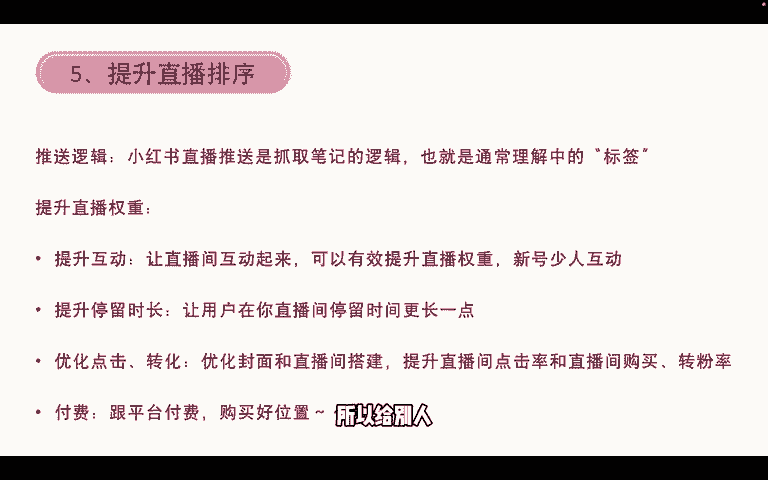 5、提升直播排序
推送逻辑：小红书直播推送是抓取笔记的逻辑，也就是通常理解中的“标签”
提升直播权重：
• 提升互动：让直播间互动起来，可以有效提升直播权重，新号少人互动
• 提升停留时长：让用户在你直播间停留时间更长一点
• 优化点击、转化：优化封面和直播间搭建，提升直播间点击率和直播间购买、转粉率
• 付费：跟平台付费，购买好位置~
所以给别人